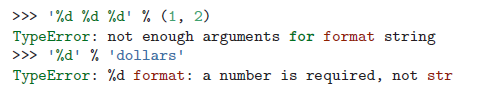 >>> '%d %d %d' % (1, 2)
TypeError: not enough arguments for format string
>>> '%d' % 'dollars'
TypeError: %d format: a number is required, not str